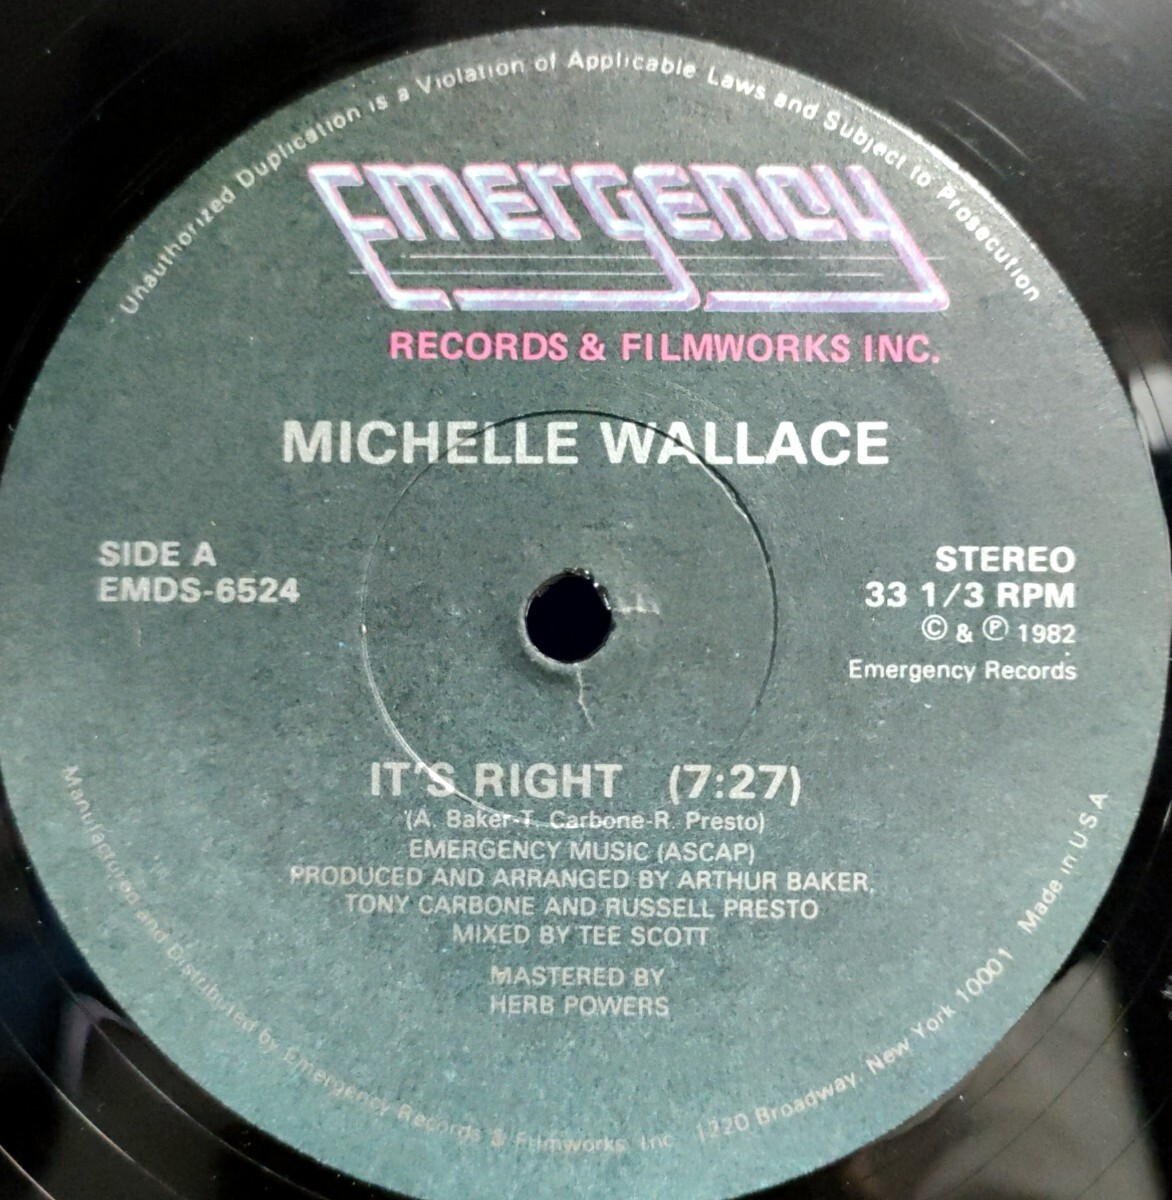 Unauthorized Duplication is a Violation of Applicable Laws and Subject to Prosecution
Emergency
RECORDS & FILMWORKS INC.
MICHELLE WALLACE
SIDE A
EMDS-6524
STEREO
33 1/3 RPM
© & ℗ 1982
Emergency Records
IT'S RIGHT (7:27)
(A. Baker-T. Carbone-R. Presto)
EMERGENCY MUSIC (ASCAP)
PRODUCED AND ARRANGED BY ARTHUR BAKER,
TONY CARBONE AND RUSSELL PRESTO
MIXED BY TEE SCOTT
MASTERED BY
HERB POWERS
Manufactured and Distributed by Emergency Records & Filmworks, Inc 1220 Broadway, New York 10001 Made in U.S.A